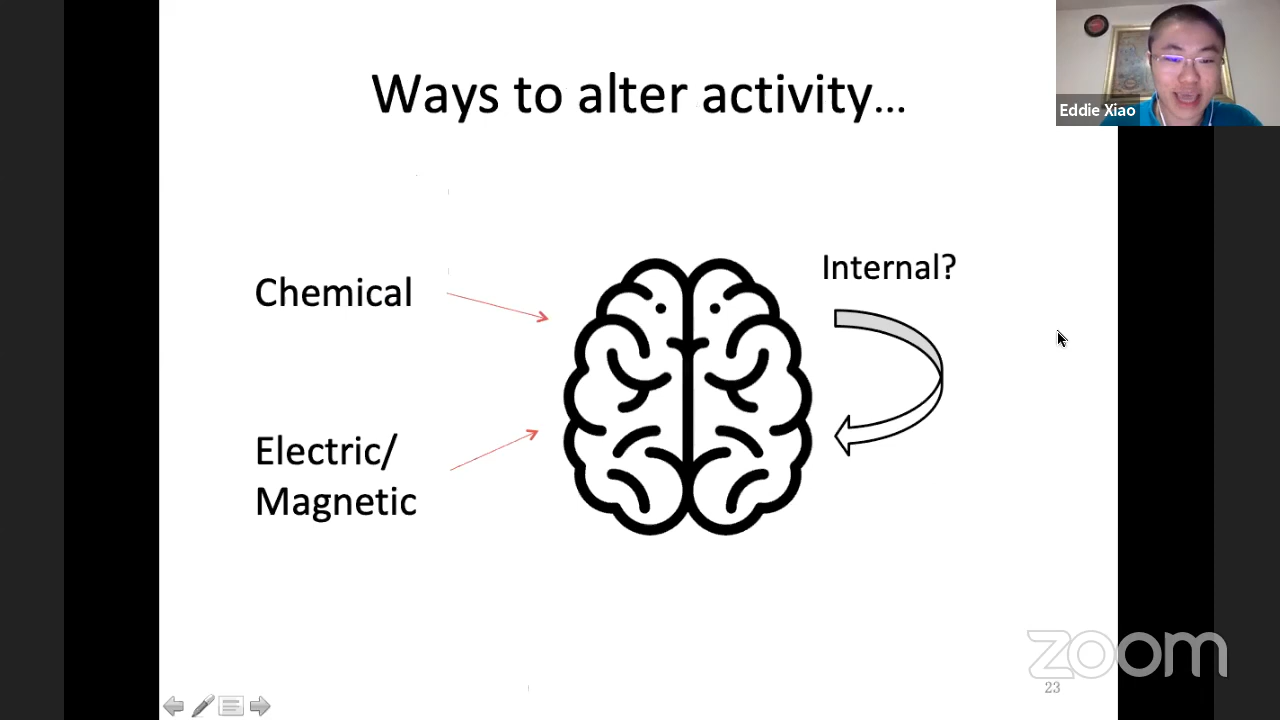 Ways to alter activity...
Eddie Xiao
Internal?
Chemical
Electric/
Magnetic
zoom
23